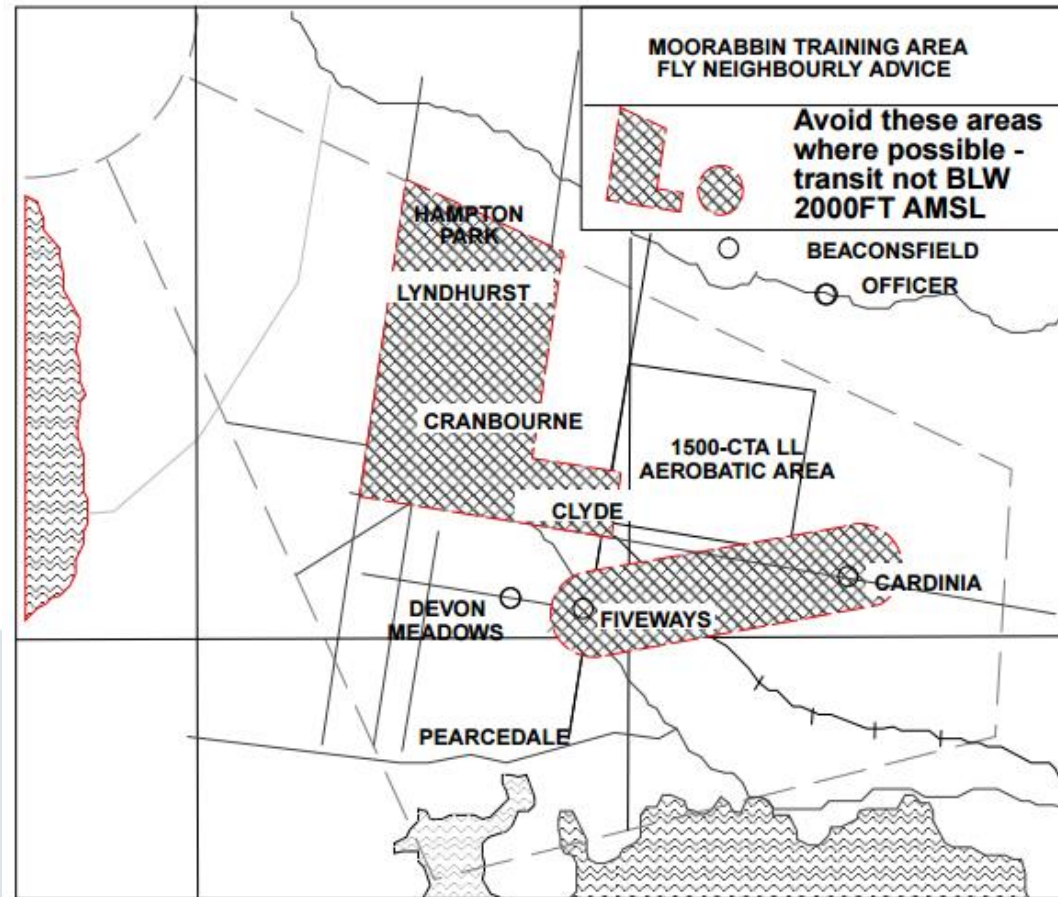 MOORABBIN TRAINING AREA
FLY NEIGHBOURLY ADVICE
Avoid these areas
where possible -
transit not BLW
2000FT AMSL
HAMPTON
PARK
BEACONSFIELD
OFFICER
LYNDHURST
CRANBOURNE
1500-CTA LL
AEROBATIC AREA
CLYDE
CARDINIA
DEVON
MEADOWS
FIVEWAYS
PEARCEDALE